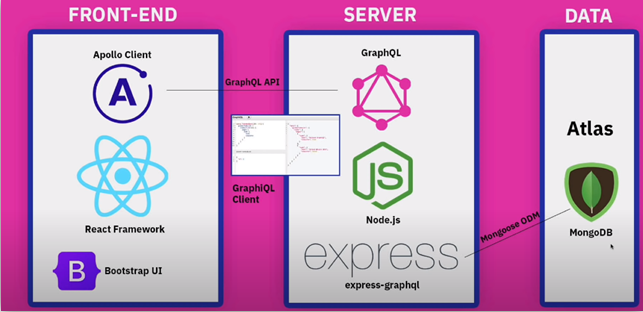 FRONT-END
SERVER
DATA
Apollo Client
A
React Framework
B
Bootstrap UI
GraphQL API
GraphiQL
Client
GraphQL
JS
Node.js
express
express-graphql
Mongoose ODM
Atlas
MongoDB